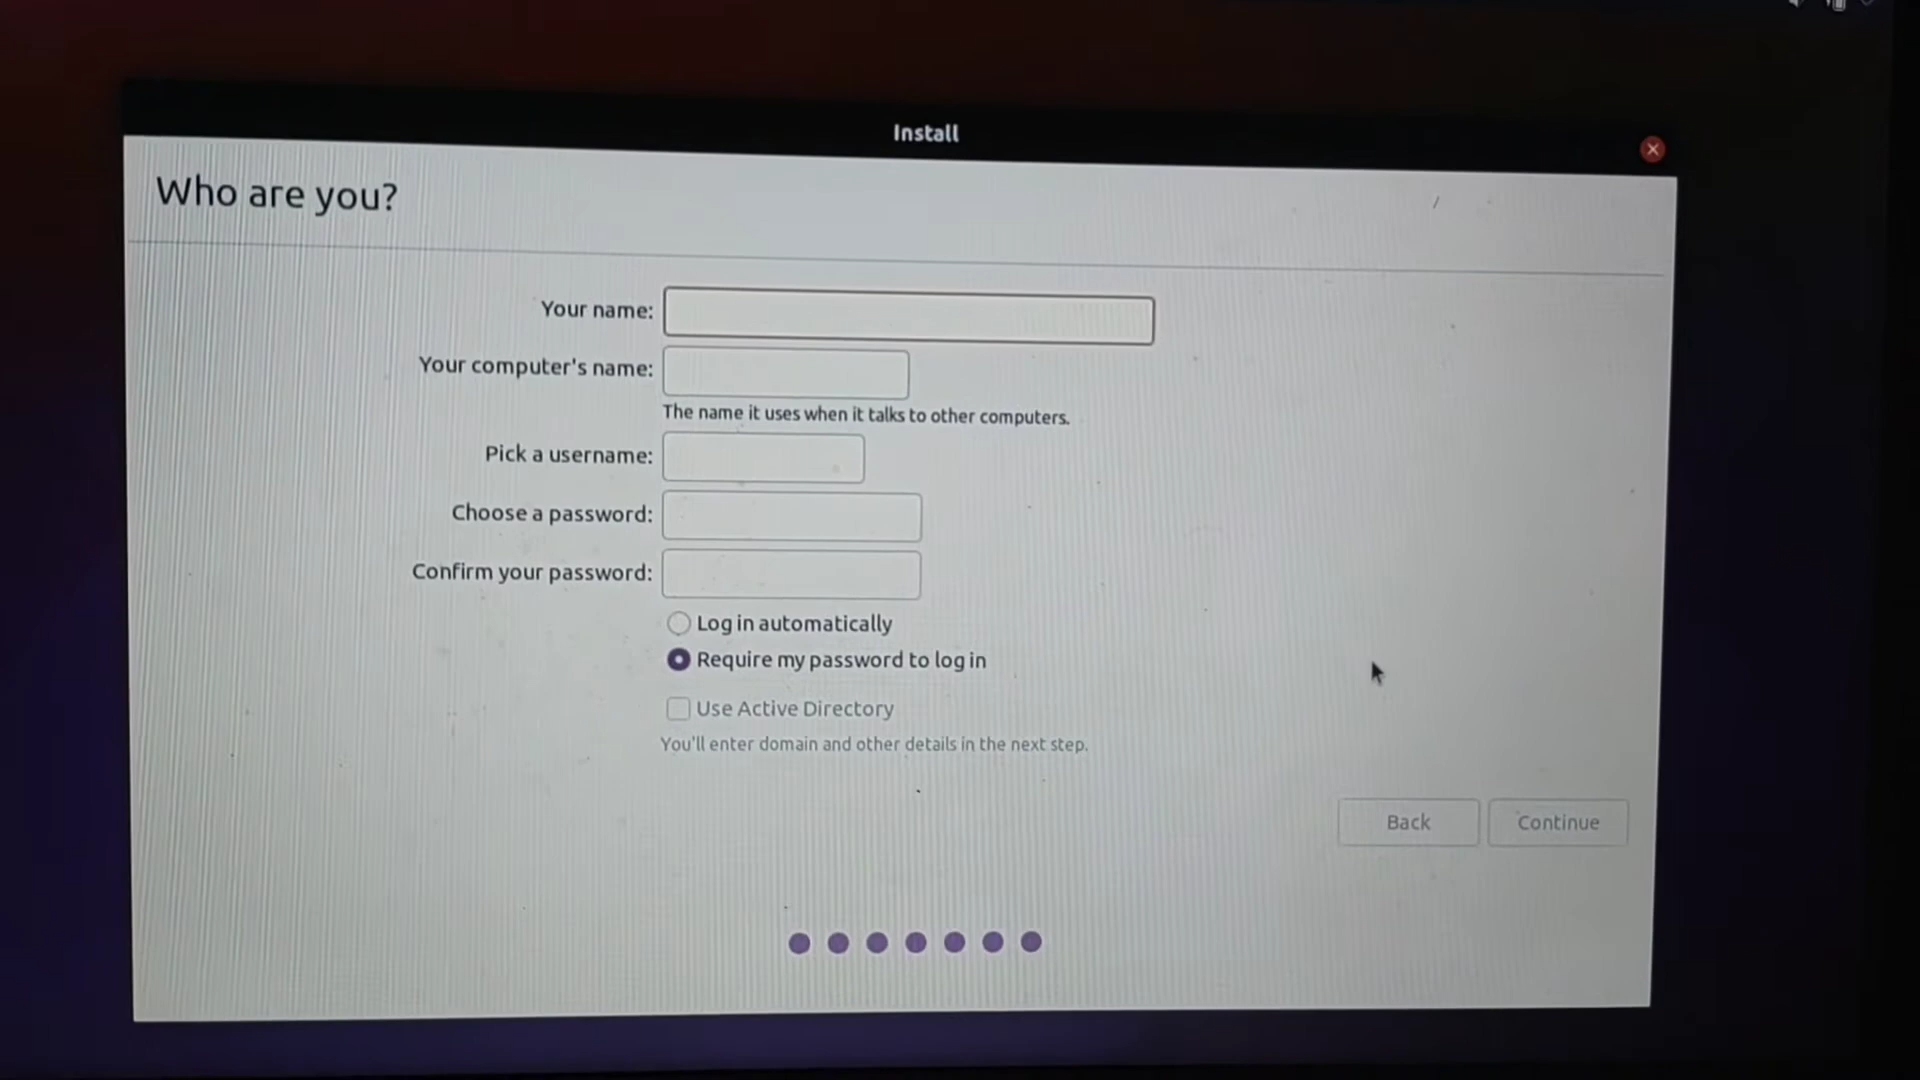 Install
Who are you?
Your name:
Your computer's name:
The name it uses when it talks to other computers.
Pick a username:
Choose a password:
Confirm your password:
Log in automatically
Require my password to log in
Use Active Directory
You'll enter domain and other details in the next step.
Back
Continue